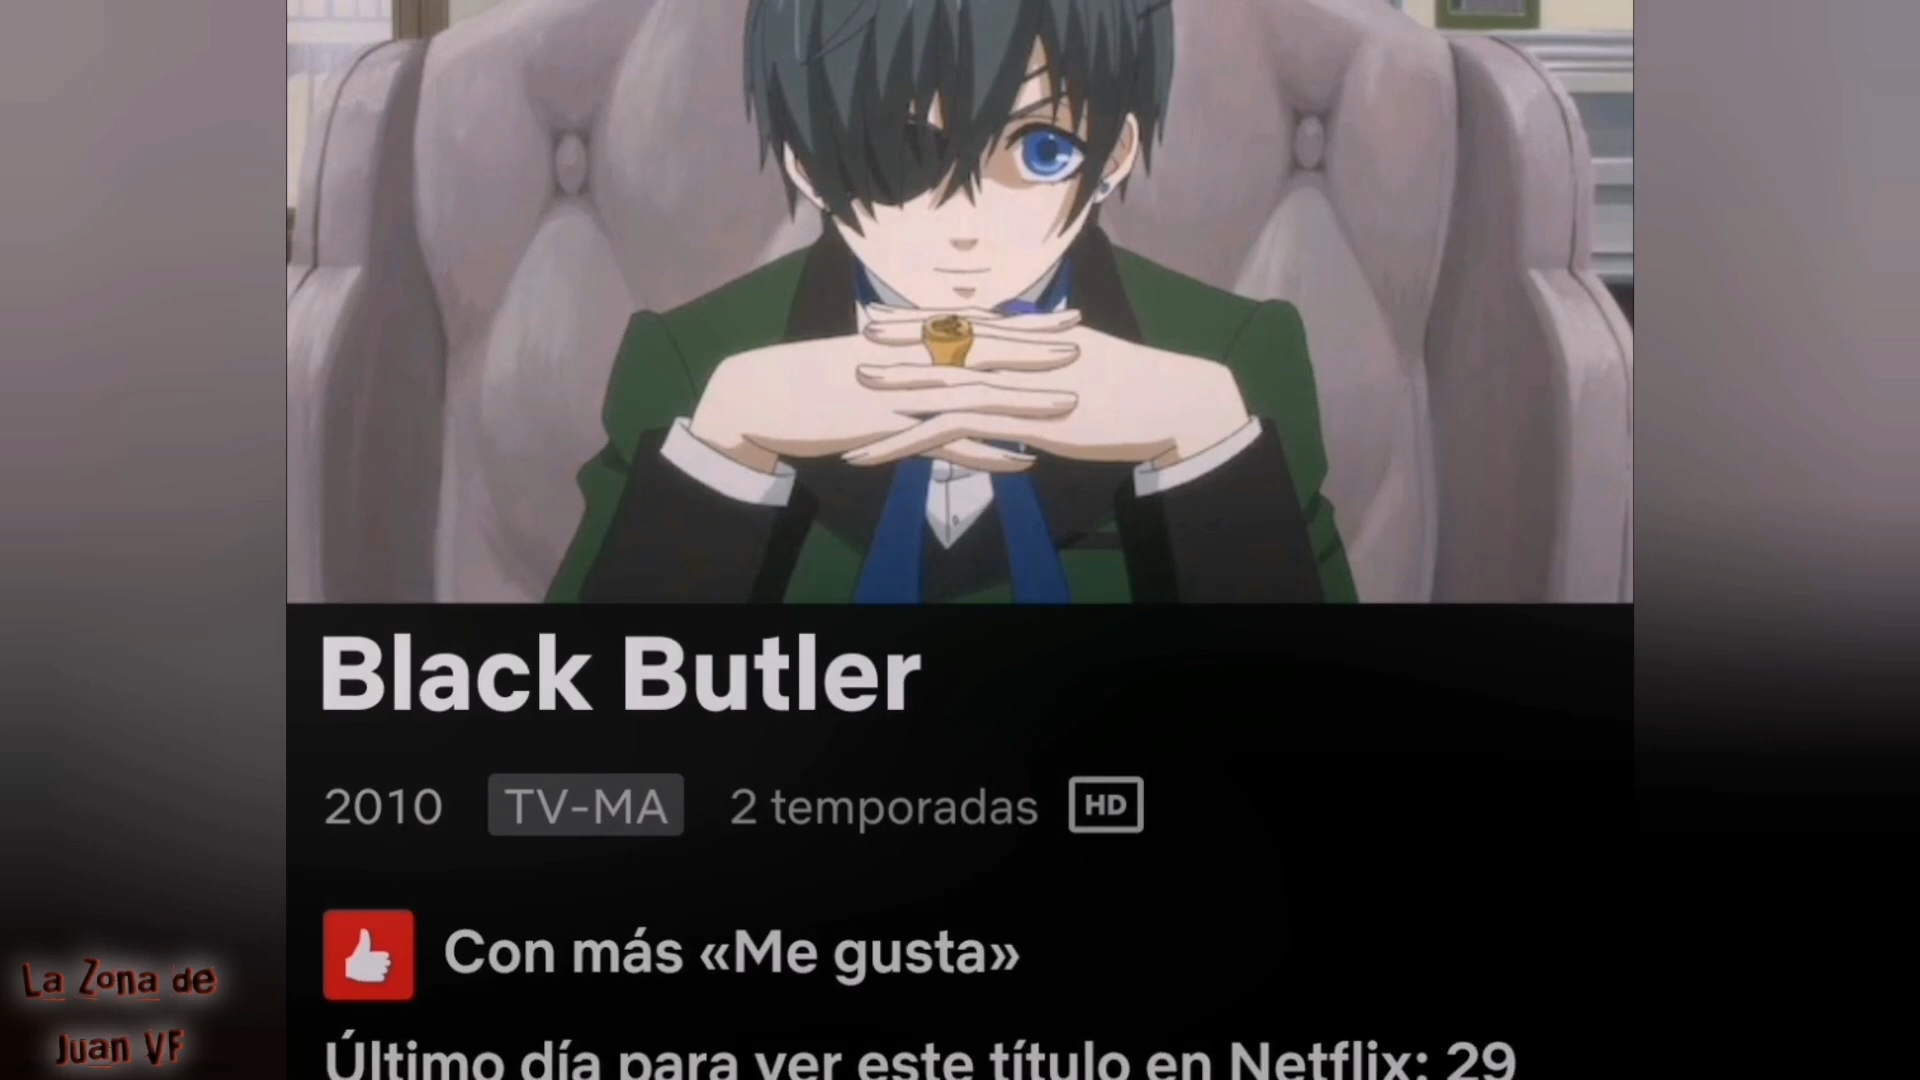 Black Butler
2010 TV-MA 2 temporadas HD
Con más «Me gusta»
Último día para ver este título en Netflix: 29
La Zona de
Juan VF